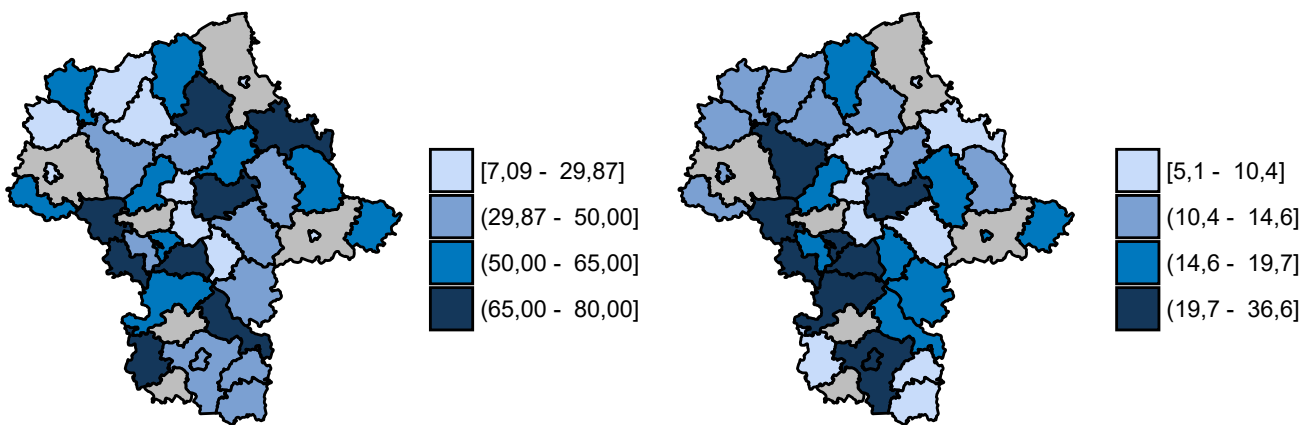 [7,09 - 29,87]
(29,87 - 50,00]
(50,00 - 65,00]
(65,00 - 80,00]
[5,1 - 10,4]
(10,4 - 14,6]
(14,6 - 19,7]
(19,7 - 36,6]